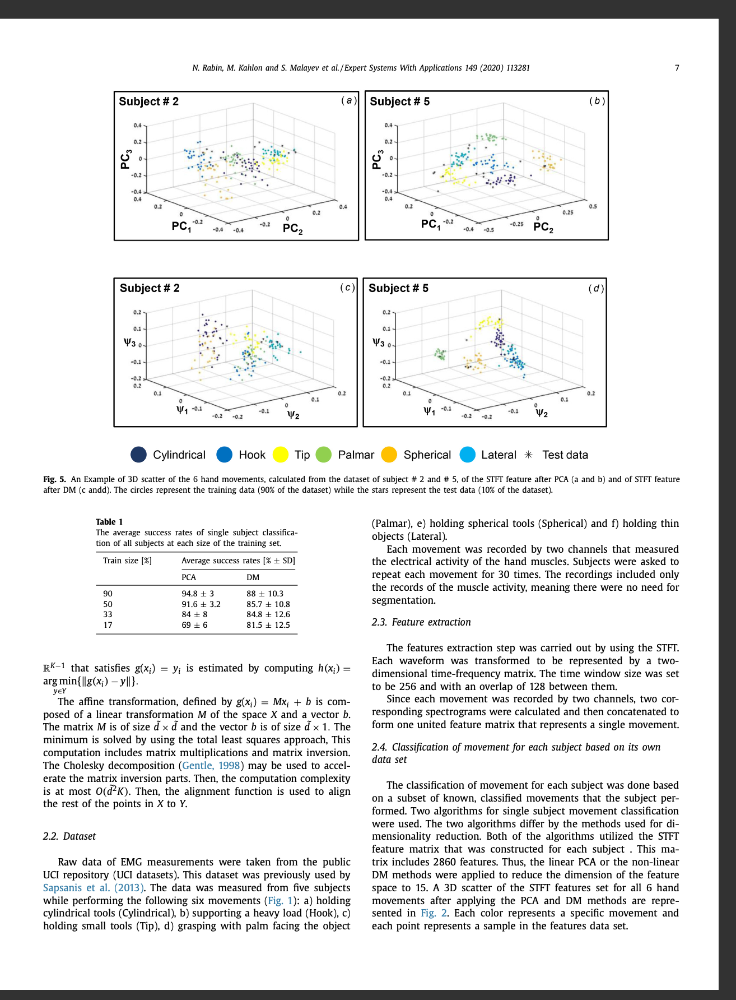 N. Rabin, M. Kahlon and S. Malayev et al./Expert Systems With Applications 149 (2020) 113281
7
Subject # 2
(a)
0.4
0.2
0
-0.2
-0.4
PC3
0.4
0.2
0
-0.2
-0.4
PC1
-0.4
-0.2
0
0.2
0.4
PC2
Subject # 5
(b)
0.4
0.2
0
-0.2
-0.4
PC3
0.4
0.2
0
-0.2
-0.4
PC1
-0.5
-0.25
0
0.25
0.5
PC2
Subject # 2
(c)
0.2
0.1
0
-0.1
-0.2
Ψ3
0.2
0.1
0
-0.1
-0.2
Ψ1
-0.2
-0.1
0
0.1
0.2
Ψ2
Subject # 5
(d)
0.2
0.1
0
-0.1
-0.2
Ψ3
0.2
0.1
0
-0.1
-0.2
Ψ1
-0.2
-0.1
0
0.1
0.2
Ψ2
Cylindrical Hook Tip Palmar Spherical Lateral * Test data
Fig. 5. An Example of 3D scatter of the 6 hand movements, calculated from the dataset of subject # 2 and # 5, of the STFT feature after PCA (a and b) and of STFT feature
after DM (c andd). The circles represent the training data (90% of the dataset) while the stars represent the test data (10% of the dataset).
Table 1
The average success rates of single subject classifica-
tion of all subjects at each size of the training set.
Train size [%] Average success rates [% ± SD]
PCA DM
90 94.8 ± 3 88 ± 10.3
50 91.6 ± 3.2 85.7 ± 10.8
33 84 ± 8 84.8 ± 12.6
17 69 ± 6 81.5 ± 12.5
ℝ^{K−1} that satisfies g(x_i) = y_i is estimated by computing h(x_i) =
arg min{‖g(x_i) − y‖}.
y∈Y
The affine transformation, defined by g(x_i) = Mx_i + b is com-
posed of a linear transformation M of the space X and a vector b.
The matrix M is of size d̃ × d̃ and the vector b is of size d̃ × 1. The
minimum is solved by using the total least squares approach, This
computation includes matrix multiplications and matrix inversion.
The Cholesky decomposition (Gentle, 1998) may be used to accel-
erate the matrix inversion parts. Then, the computation complexity
is at most O(d̃²K). Then, the alignment function is used to align
the rest of the points in X to Y.
2.2. Dataset
Raw data of EMG measurements were taken from the public
UCI repository (UCI datasets). This dataset was previously used by
Sapsanis et al. (2013). The data was measured from five subjects
while performing the following six movements (Fig. 1): a) holding
cylindrical tools (Cylindrical), b) supporting a heavy load (Hook), c)
holding small tools (Tip), d) grasping with palm facing the object
(Palmar), e) holding spherical tools (Spherical) and f) holding thin
objects (Lateral).
Each movement was recorded by two channels that measured
the electrical activity of the hand muscles. Subjects were asked to
repeat each movement for 30 times. The recordings included only
the records of the muscle activity, meaning there were no need for
segmentation.
2.3. Feature extraction
The features extraction step was carried out by using the STFT.
Each waveform was transformed to be represented by a two-
dimensional time-frequency matrix. The time window size was set
to be 256 and with an overlap of 128 between them.
Since each movement was recorded by two channels, two cor-
responding spectrograms were calculated and then concatenated to
form one united feature matrix that represents a single movement.
2.4. Classification of movement for each subject based on its own
data set
The classification of movement for each subject was done based
on a subset of known, classified movements that the subject per-
formed. Two algorithms for single subject movement classification
were used. The two algorithms differ by the methods used for di-
mensionality reduction. Both of the algorithms utilized the STFT
feature matrix that was constructed for each subject . This ma-
trix includes 2860 features. Thus, the linear PCA or the non-linear
DM methods were applied to reduce the dimension of the feature
space to 15. A 3D scatter of the STFT features set for all 6 hand
movements after applying the PCA and DM methods are repre-
sented in Fig. 2. Each color represents a specific movement and
each point represents a sample in the features data set.